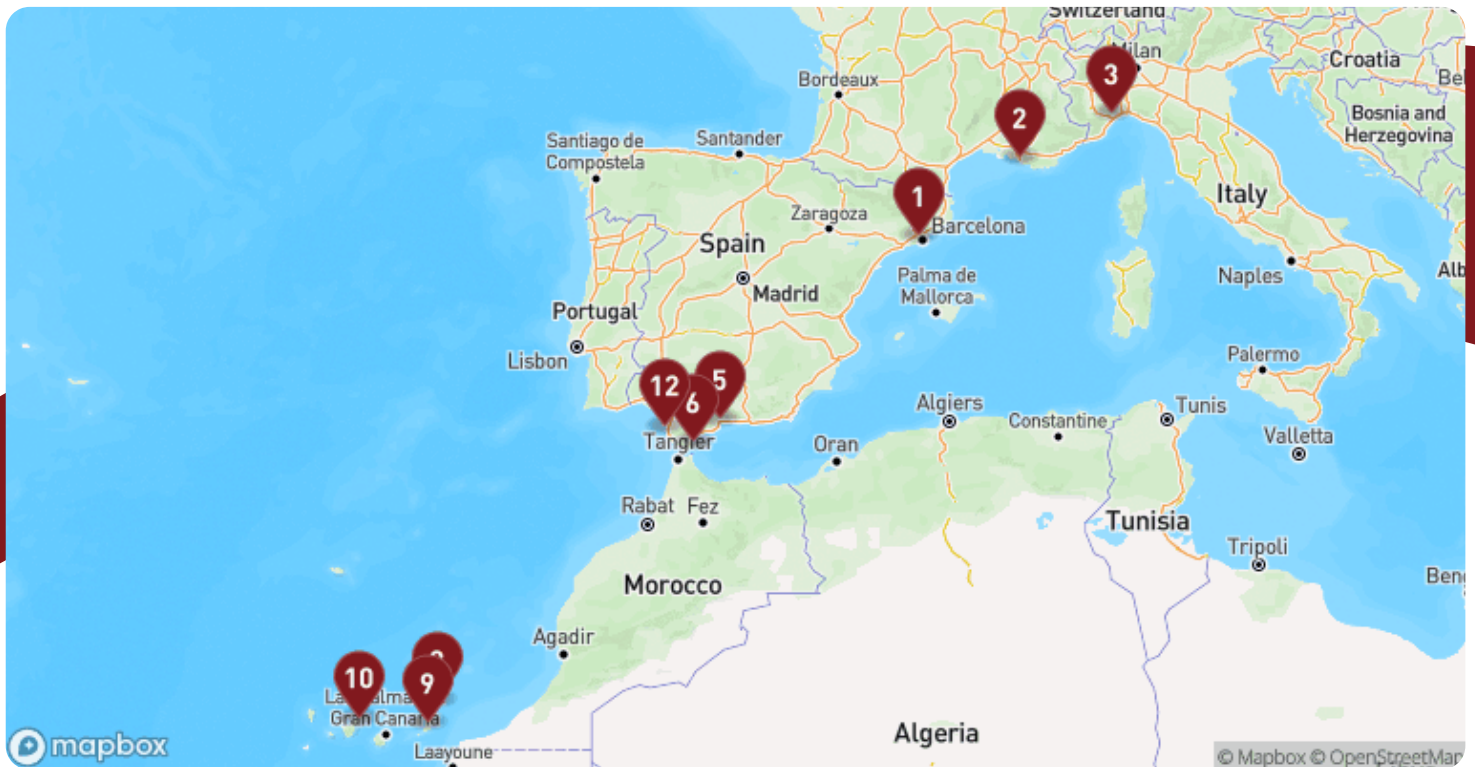 Switzerland
Milan
Croatia
Bordeaux
3
Bosnia and
Herzegovina
2
Santiago de
Compostela
Santander
1
Zaragoza
Barcelona
Italy
Spain
Palma de
Mallorca
Naples
Madrid
Portugal
Lisbon
Palermo
12
5
6
Algiers
Constantine
Tunis
Tangier
Oran
Valletta
Rabat
Fez
Tunisia
Tripoli
Morocco
Agadir
10
9
Gran Canaria
Algeria
Laayoune
mapbox
© Mapbox © OpenStreetMap